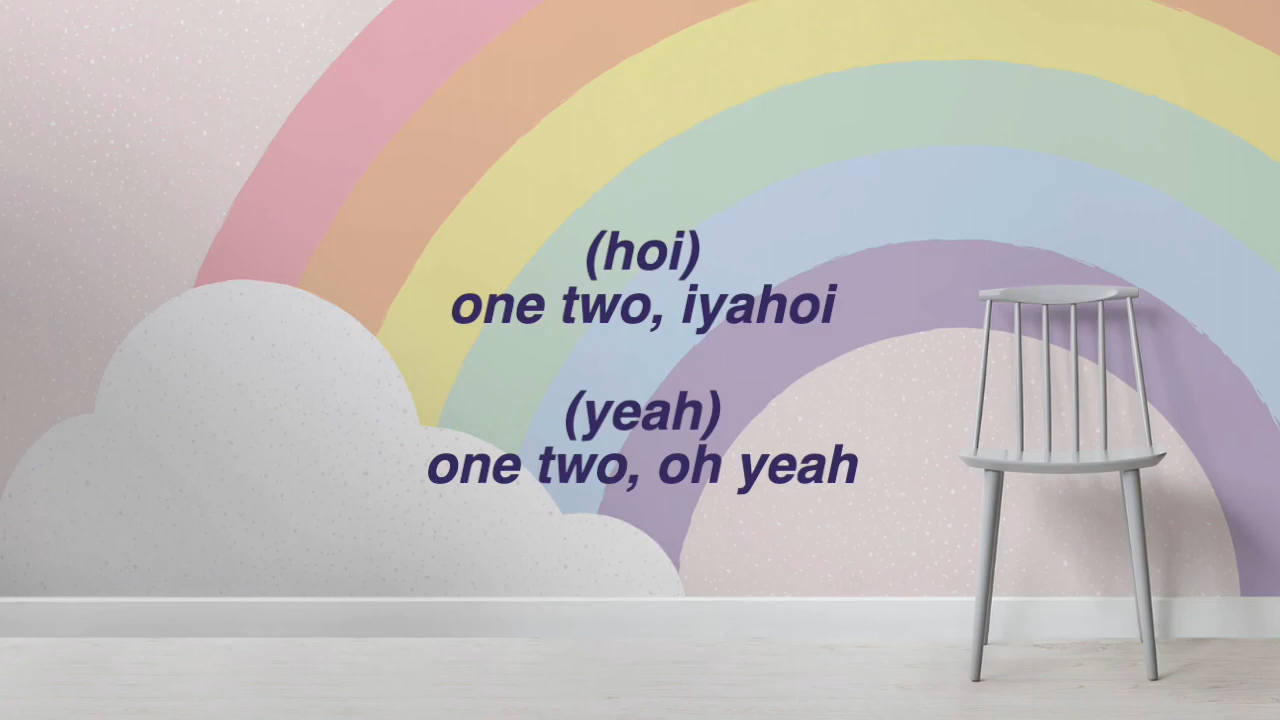 (hoi)
one two, iyahoi
(yeah)
one two, oh yeah